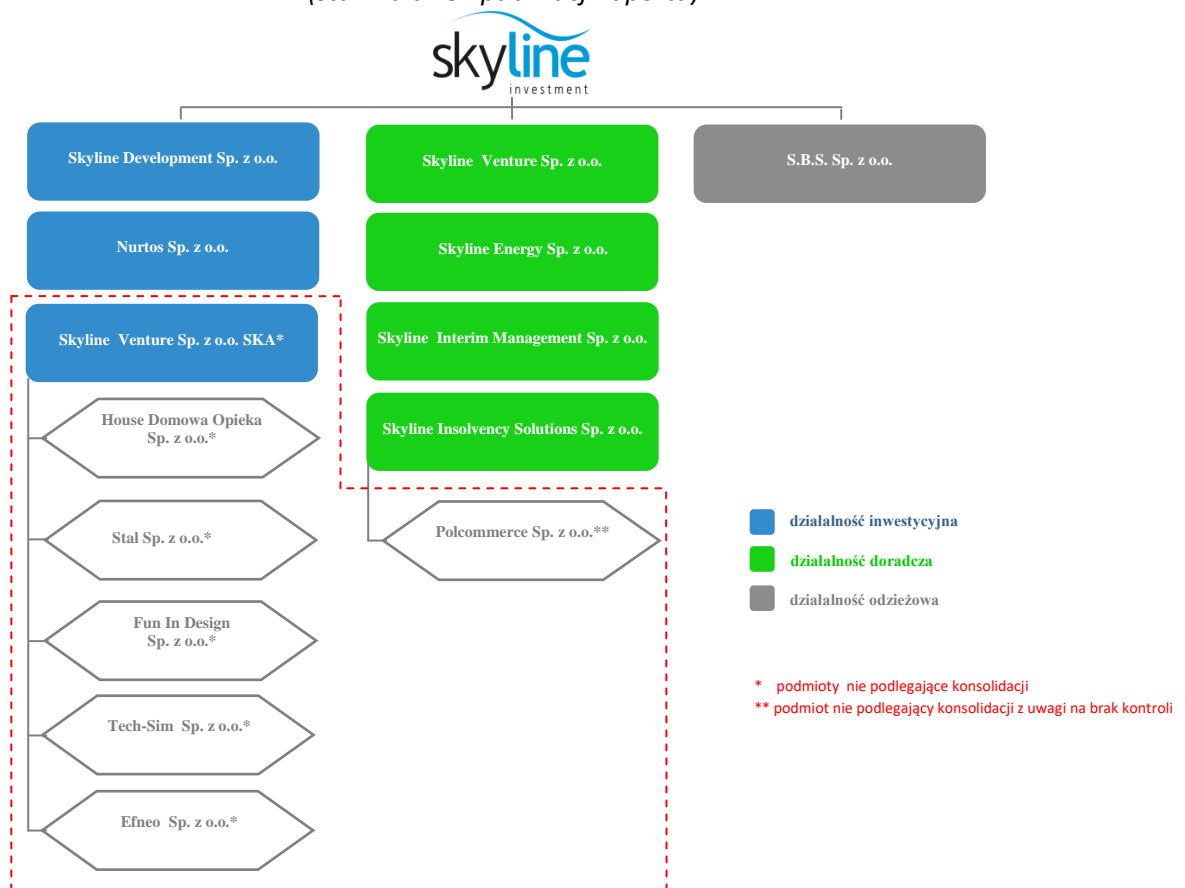 skyline
investment
Skyline Development Sp. z o.o.
Skyline Venture Sp. z o.o.
S.B.S. Sp. z o.o.
Nurtos Sp. z o.o.
Skyline Energy Sp. z o.o.
Skyline Venture Sp. z o.o. SKA*
Skyline Interim Management Sp. z o.o.
House Domowa Opieka
Sp. z o.o.*
Skyline Insolvency Solutions Sp. z o.o.
Stal Sp. z o.o.*
Polcommerce Sp. z o.o.**
Fun In Design
Sp. z o.o.*
Tech-Sim Sp. z o.o.*
Efneo Sp. z o.o.*
działalność inwestycyjna
działalność doradcza
działalność odzieżowa
* podmioty nie podlegające konsolidacji
** podmiot nie podlegający konsolidacji z uwagi na brak kontroli